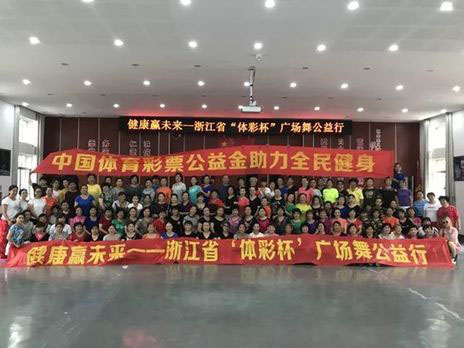 健康赢未来—浙江省“体彩杯”广场舞公益行
中国体育彩票公益金助力全民健身
健康赢未来——浙江省‘体彩杯’广场舞公益行